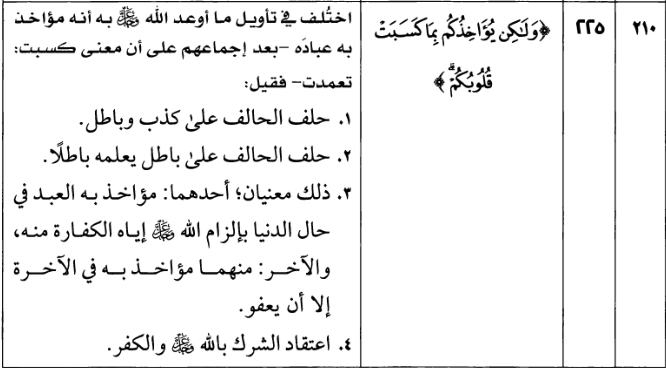 ٢١٠
٢٢٥
﴿وَلَٰكِن يُؤَاخِذُكُم بِمَا كَسَبَتْ
قُلُوبُكُمْ ۗ﴾
اختُلف في تأويل ما أوعد الله ﷻ به أنه مؤاخذ
به عبادَه -بعد إجماعهم على أن معنى كسبت:
تعمدت- فقيل:
١. حلف الحالف علىٰ كذب وباطل.
٢. حلف الحالف علىٰ باطل يعلمه باطلًا.
٣. ذلك معنيان؛ أحدهما: مؤاخذ به العبد في
حال الدنيا بإلزام الله ﷻ إياه الكفارة منه،
والآخر: منهما مؤاخذ به في الآخرة
إلا أن يعفو.
٤. اعتقاد الشرك بالله ﷻ والكفر.